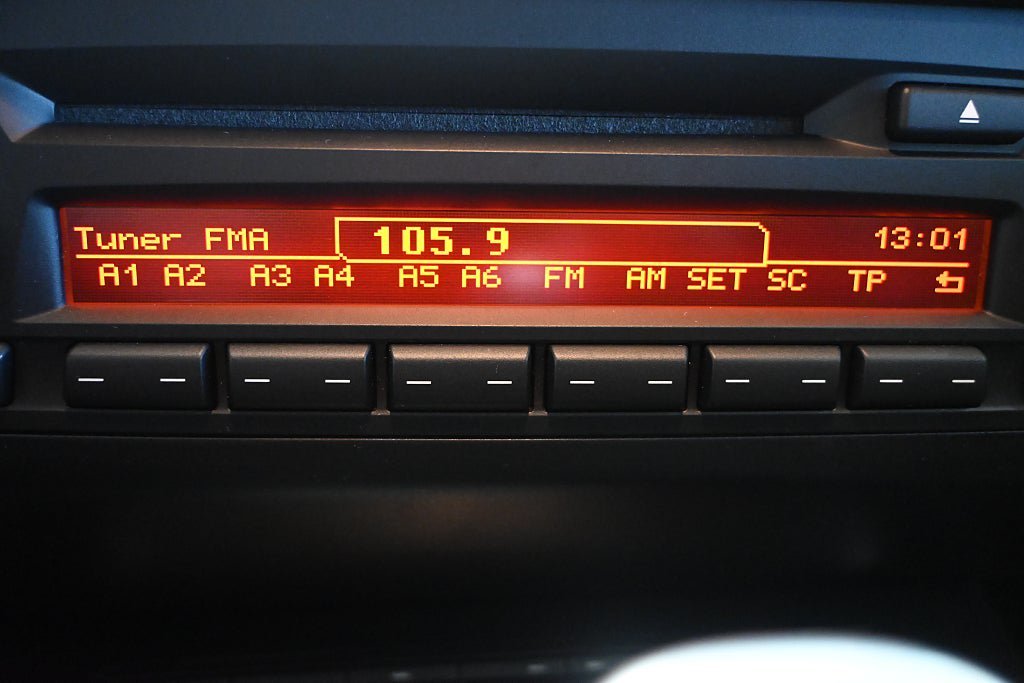 Tuner FMA 105.9 13:01
A1 A2 A3 A4 A5 A6 FM AM SET SC TP